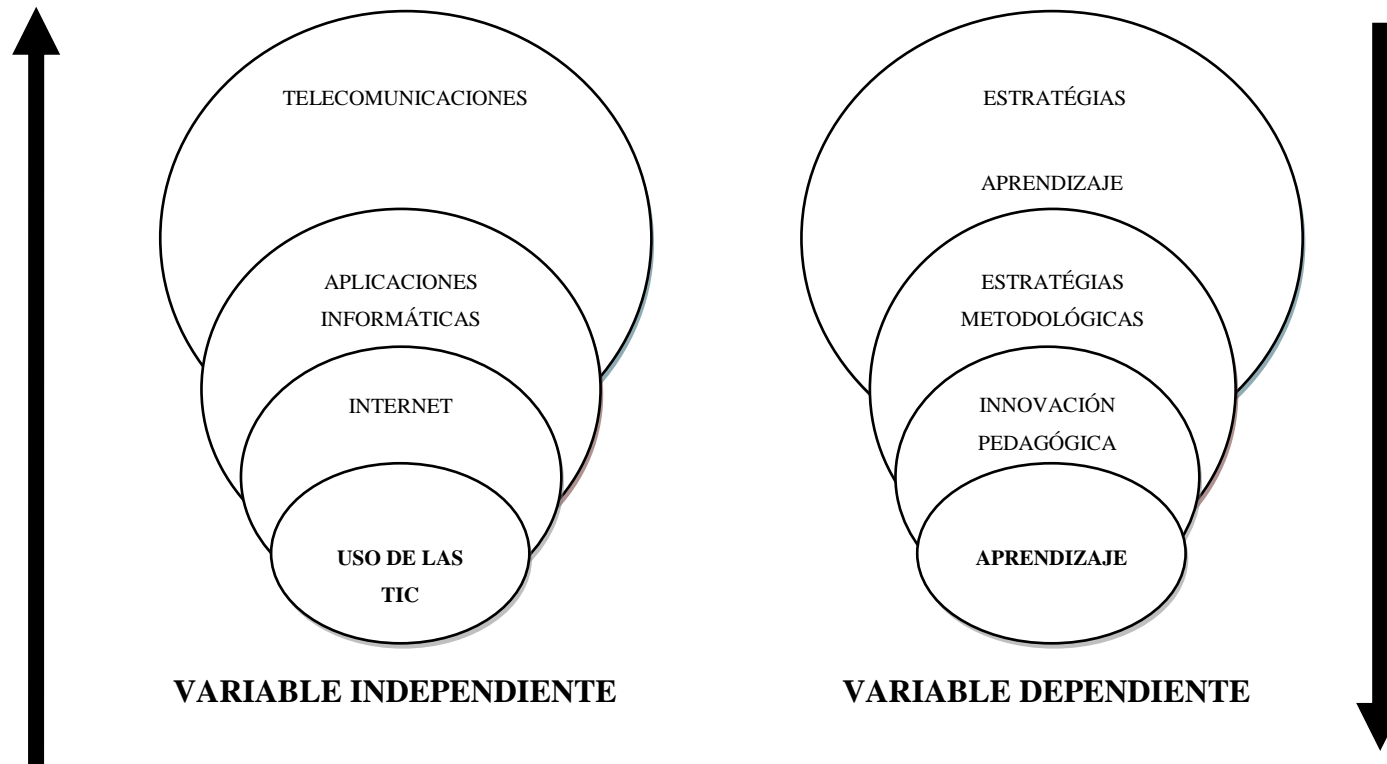 TELECOMUNICACIONES
APLICACIONES
INFORMÁTICAS
INTERNET
USO DE LAS
TIC
VARIABLE INDEPENDIENTE
ESTRATÉGIAS
APRENDIZAJE
ESTRATÉGIAS
METODOLÓGICAS
INNOVACIÓN
PEDAGÓGICA
APRENDIZAJE
VARIABLE DEPENDIENTE